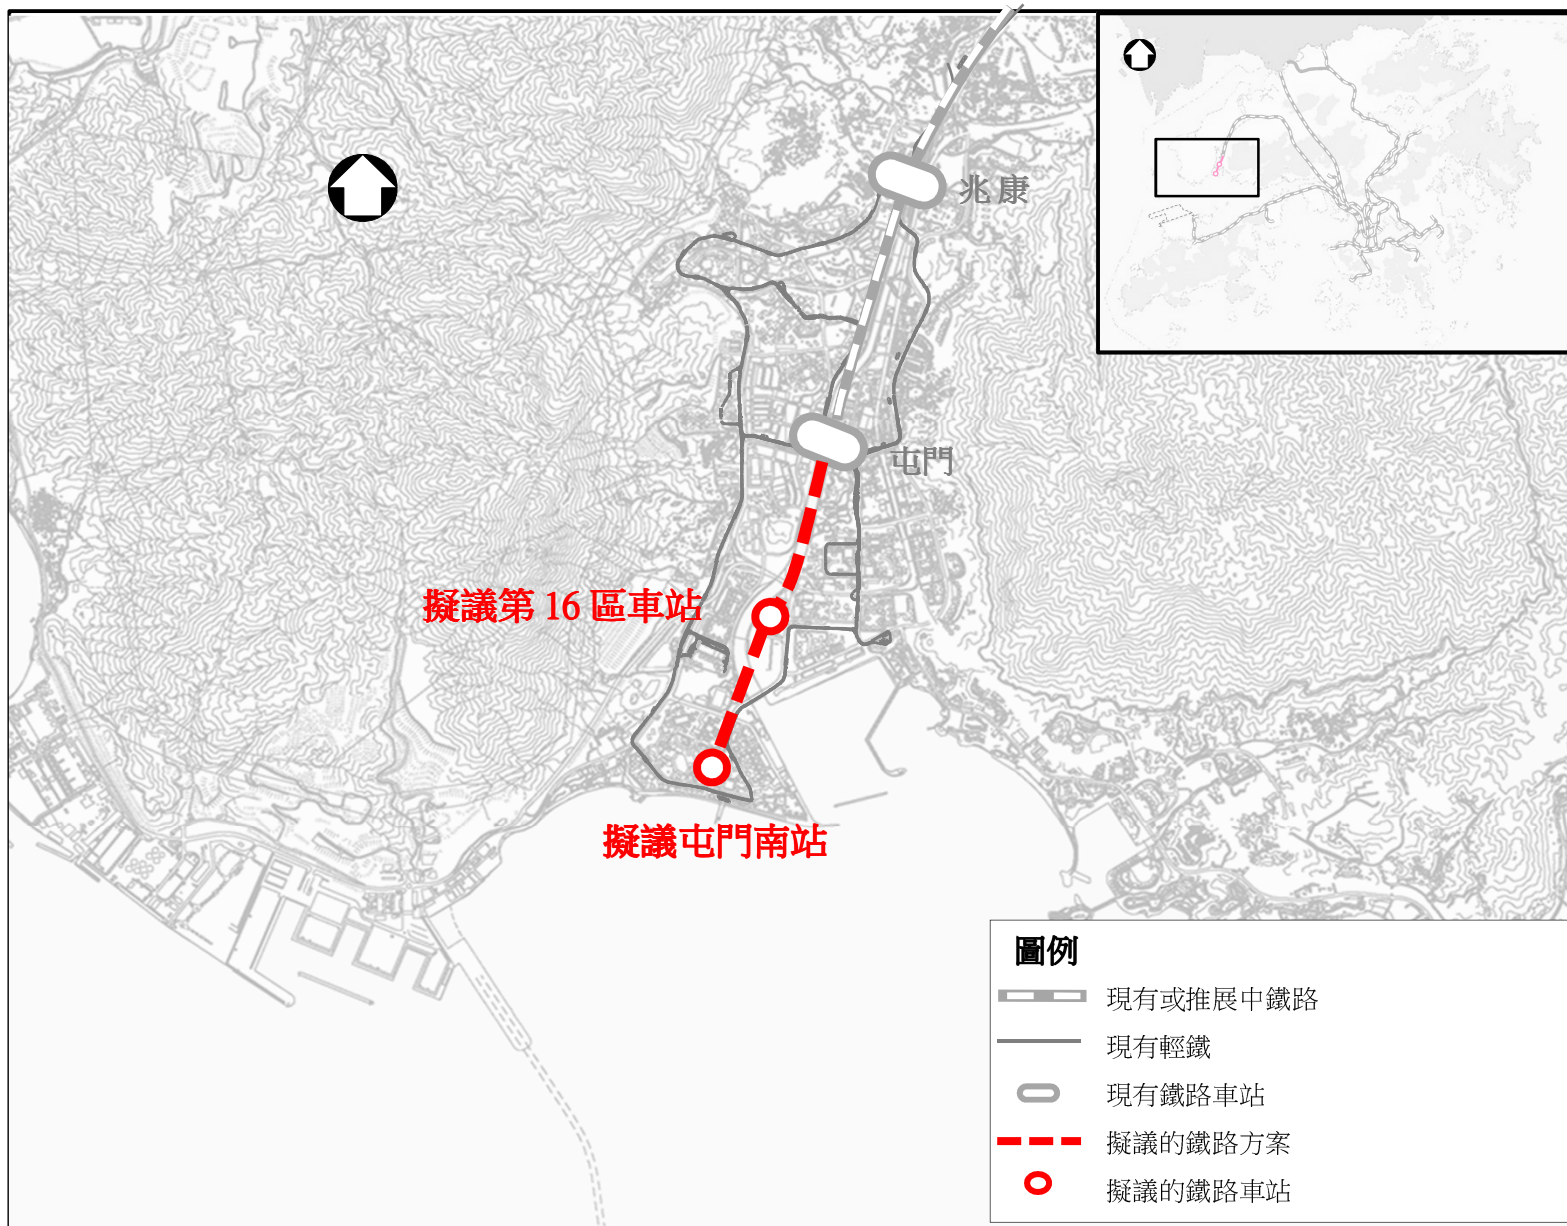 兆康
屯門
擬議第 16 區車站
擬議屯門南站
圖例
現有或推展中鐵路
現有輕鐵
現有鐵路車站
擬議的鐵路方案
擬議的鐵路車站